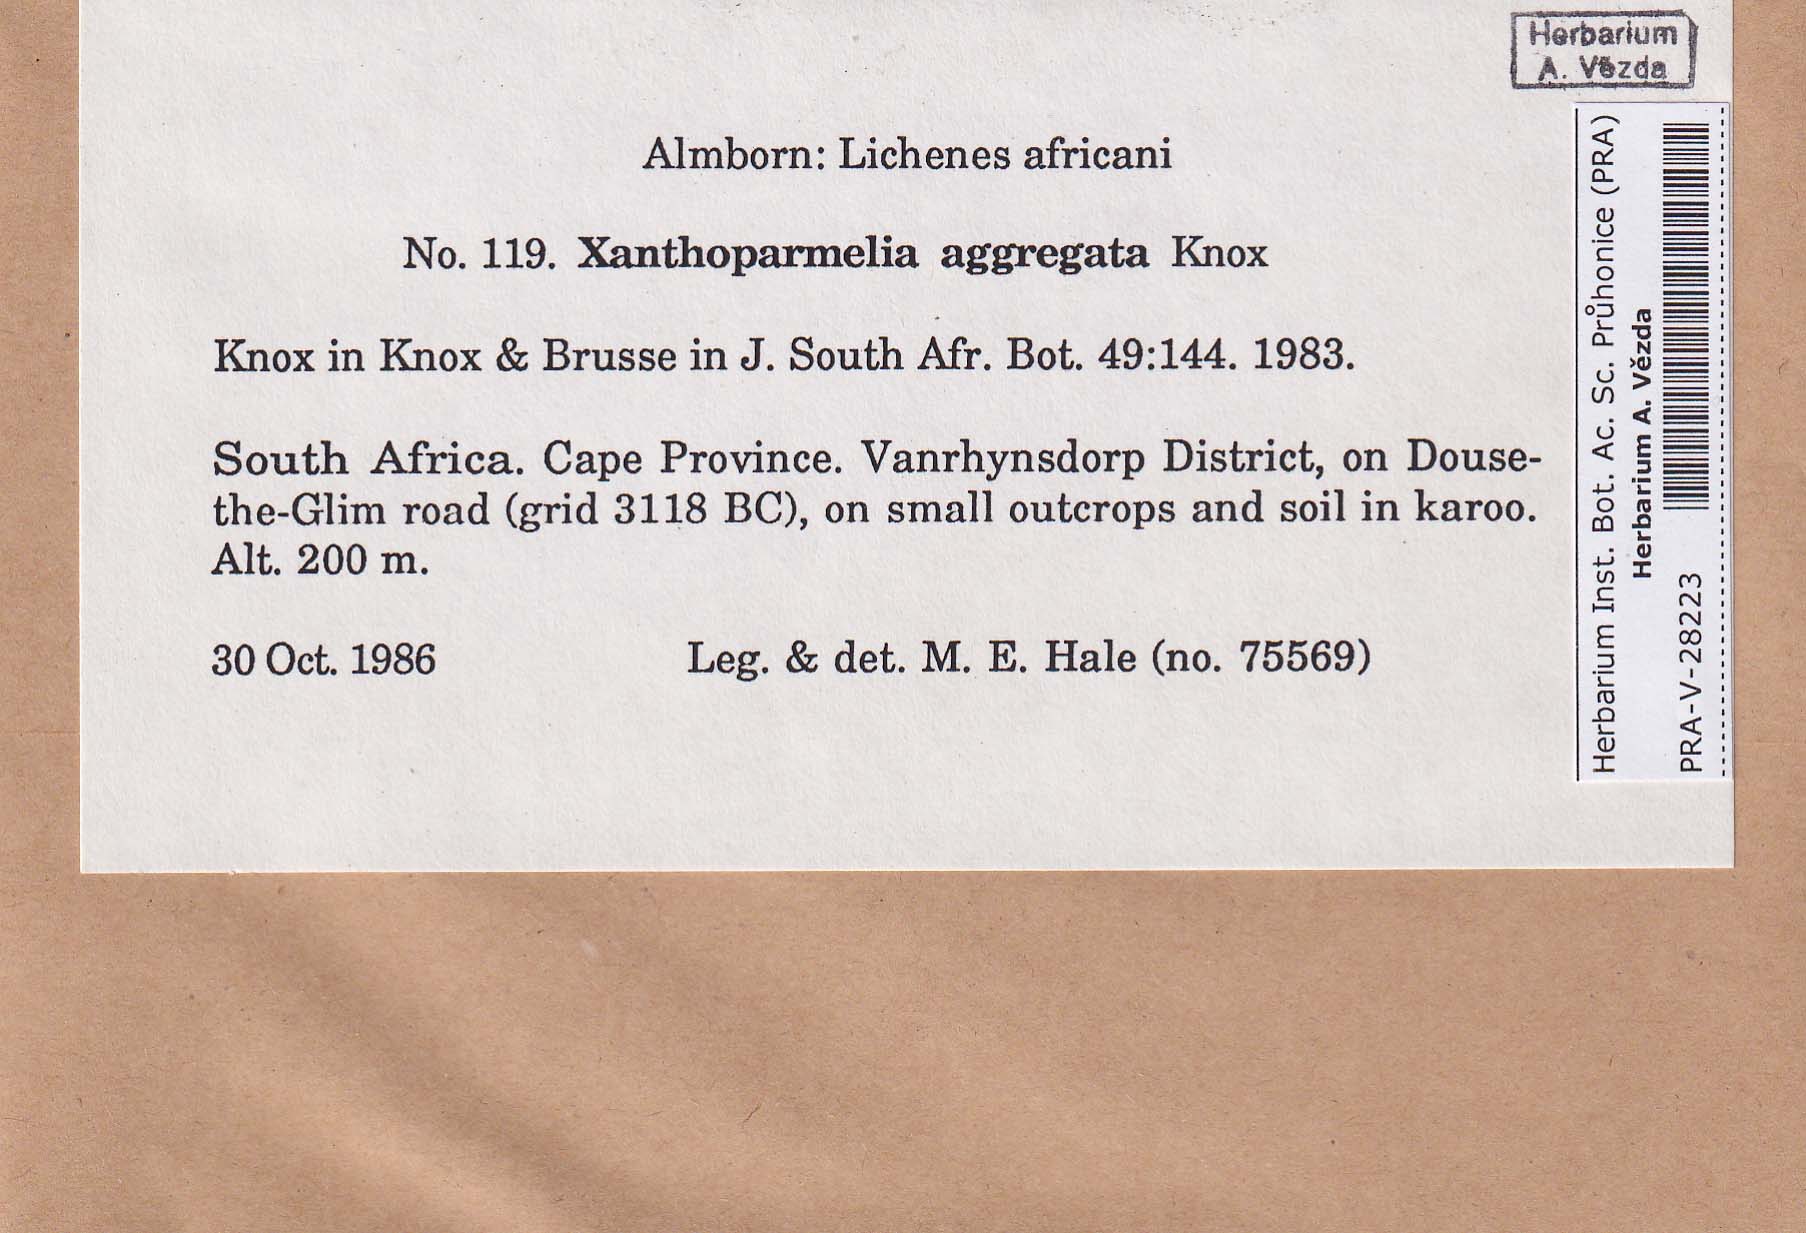 Herbarium
A. Vězda
Almborn: Lichenes africani
No. 119. Xanthoparmelia aggregata Knox
Knox in Knox & Brusse in J. South Afr. Bot. 49:144. 1983.
South Africa. Cape Province. Vanrhynsdorp District, on Douse-
the-Glim road (grid 3118 BC), on small outcrops and soil in karoo.
Alt. 200 m.
30 Oct. 1986 Leg. & det. M. E. Hale (no. 75569)
Herbarium Inst. Bot. Ac. Sc. Průhonice (PRA)
Herbarium A. Vězda
PRA-V-28223